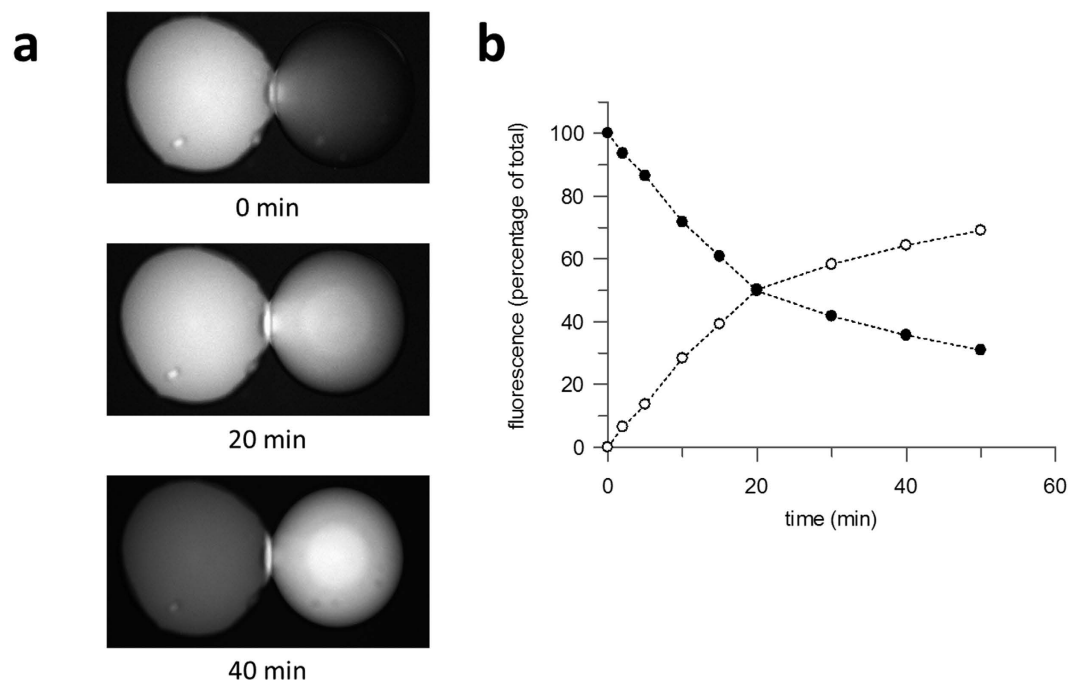 a
0 min
20 min
40 min
b
fluorescence (percentage of total)
100
80
60
40
20
0
0 20 40 60
time (min)